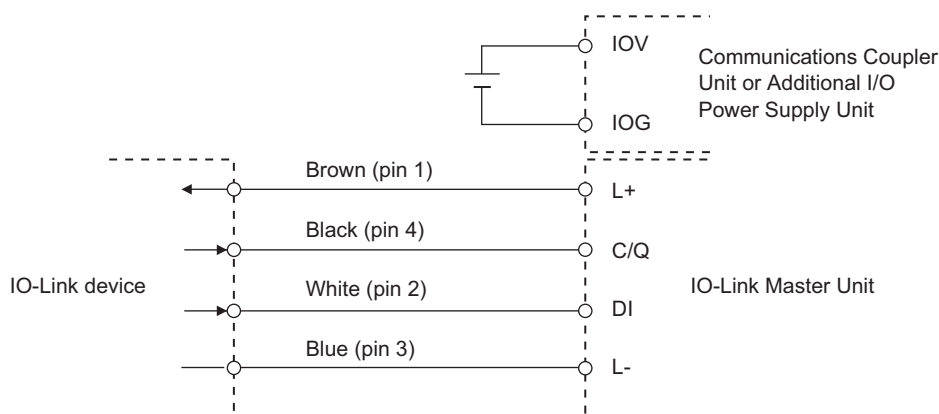 IOV
Communications Coupler
Unit or Additional I/O
Power Supply Unit
IOG
Brown (pin 1)
L+
Black (pin 4)
C/Q
IO-Link device
White (pin 2)
DI
IO-Link Master Unit
Blue (pin 3)
L-